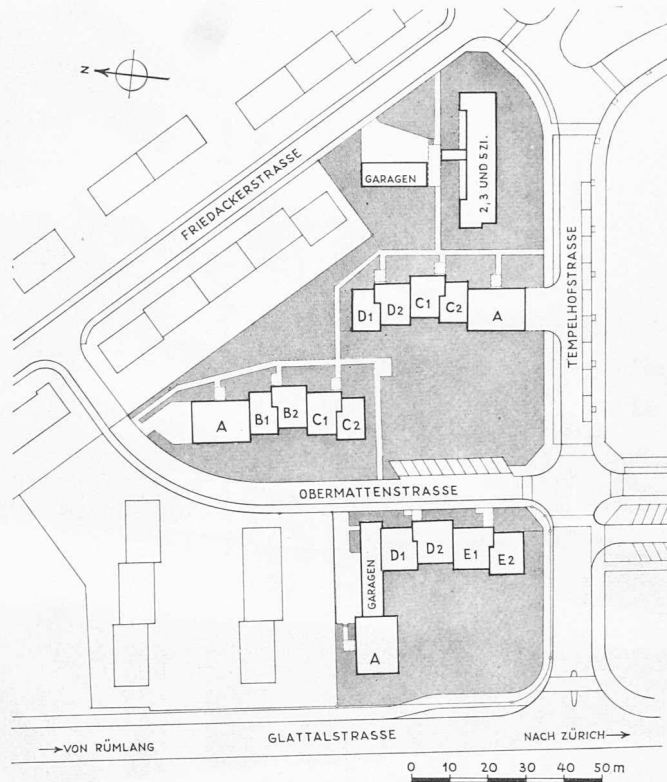 N
FRIEDACKERSTRASSE
GARAGEN
2, 3 UND 5 ZI.
TEMPELHOFSTRASSE
D1 D2 C1 C2 A
A B1 B2 C1 C2
OBERMATTENSTRASSE
GARAGEN
D1 D2 E1 E2
A
GLATTALSTRASSE
→VON RÜMLANG
NACH ZÜRICH→
0 10 20 30 40 50 m